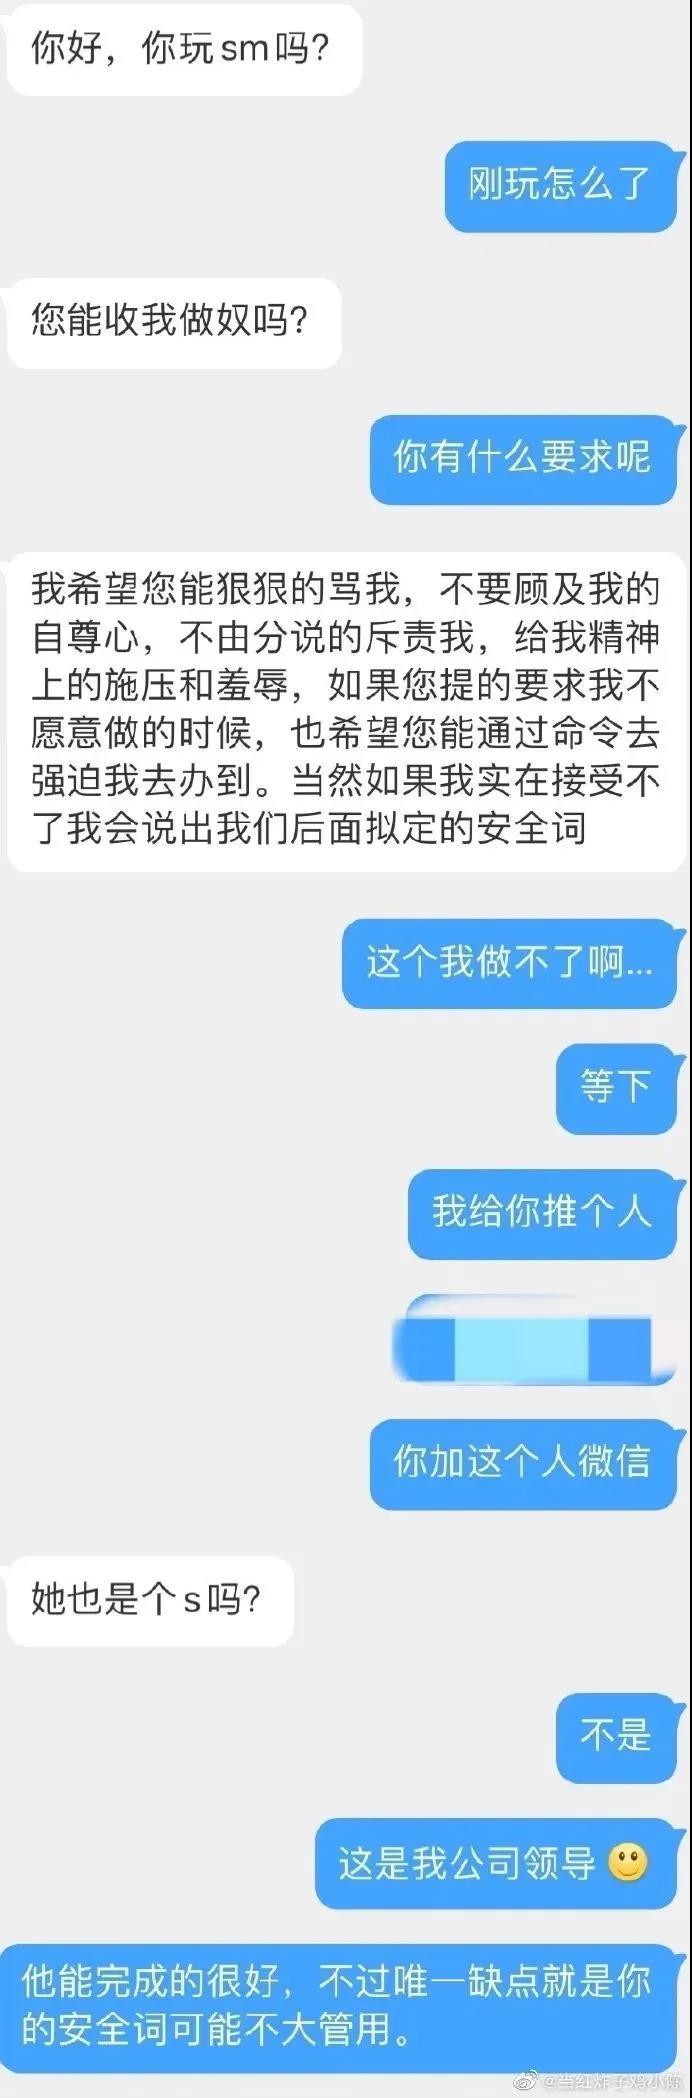 你好，你玩sm吗？
刚玩怎么了
您能收我做奴吗？
你有什么要求呢
我希望您能狠狠的骂我，不要顾及我的
自尊心，不由分说的斥责我，给我精神
上的施压和羞辱，如果您提的要求我不
愿意做的时候，也希望您能通过命令去
强迫我去办到。当然如果我实在接受不
了我会说出我们后面拟定的安全词
这个我做不了啊...
等下
我给你推个人
你加这个人微信
她也是个s吗？
不是
这是我公司领导
他能完成的很好，不过唯一缺点就是你
的安全词可能不大管用。
@当红炸子鸡小陈